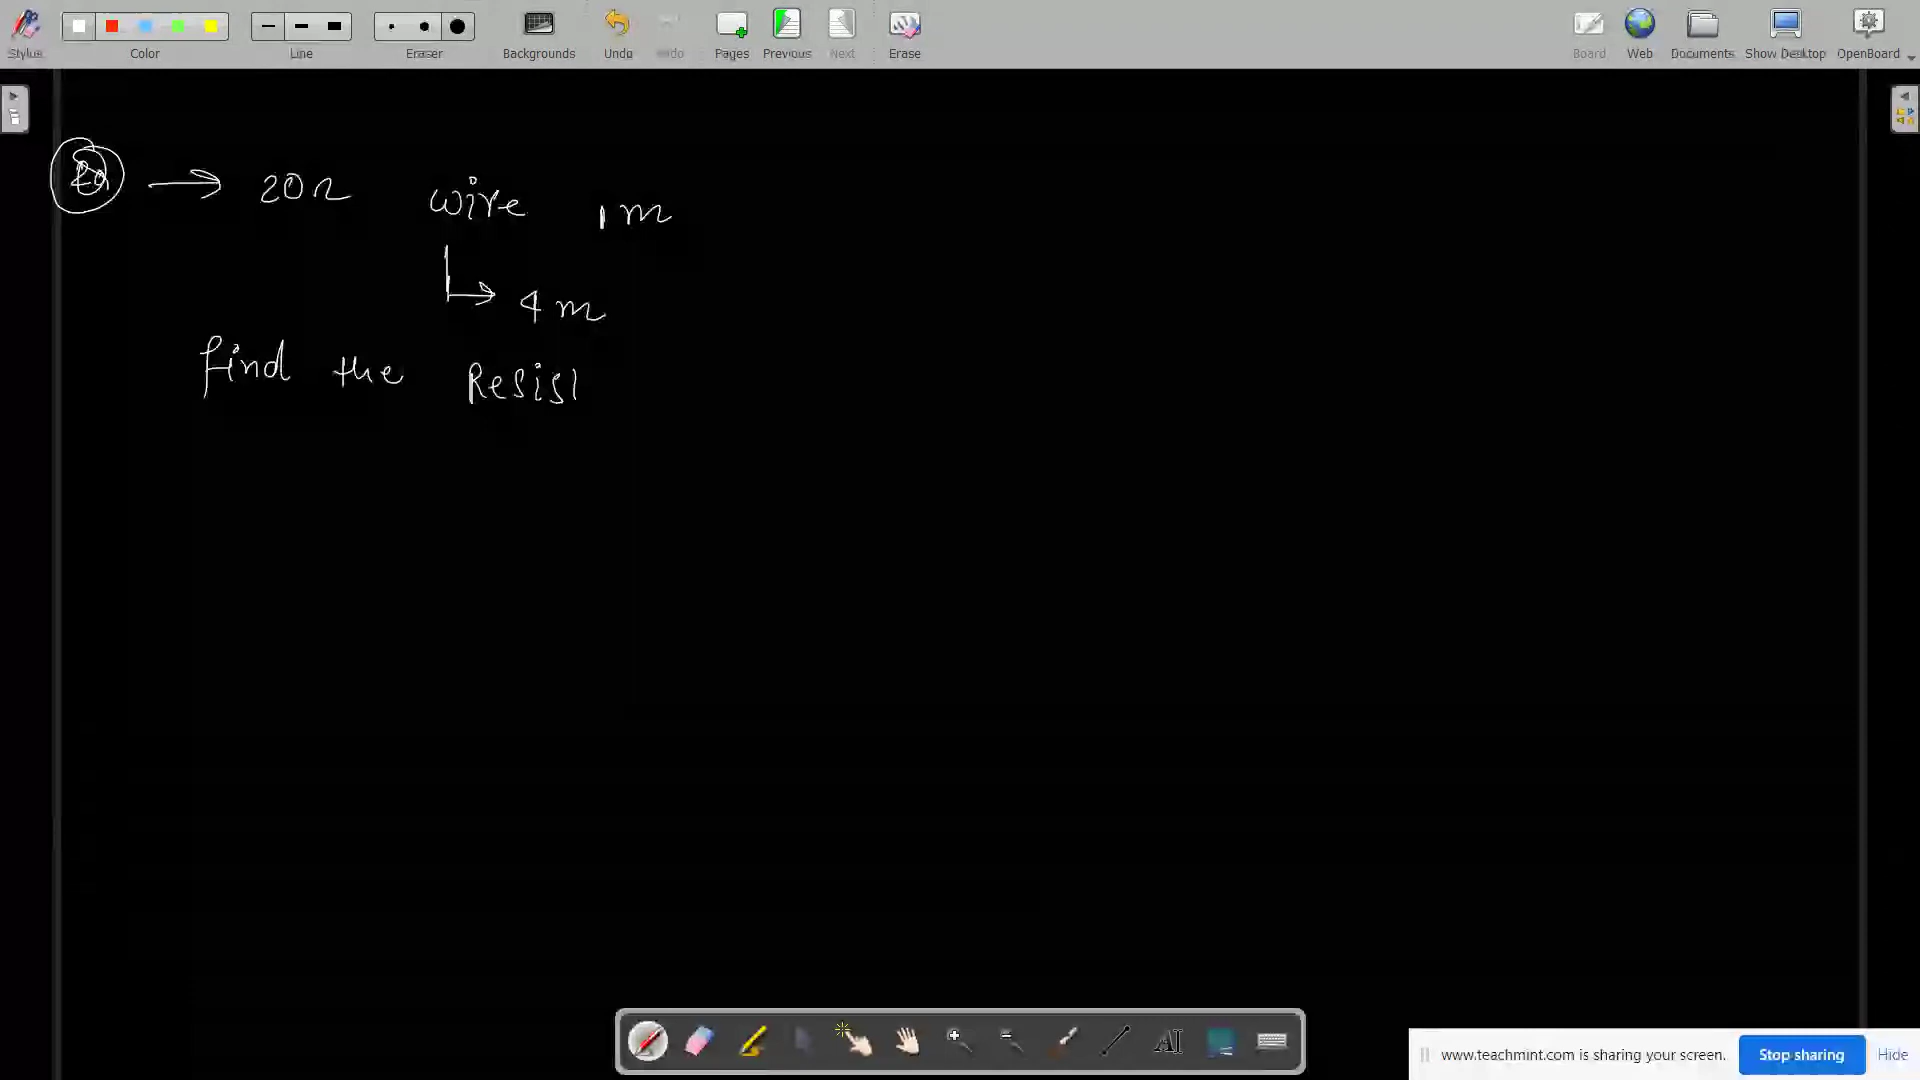 Stylus Color Line Eraser Backgrounds Undo Redo Pages Previous Next Erase Board Web Documents Show Desktop OpenBoard
→ 20Ω wire 1m
↳ 4m
find the Resist
AI
www.teachmint.com is sharing your screen. Stop sharing Hide